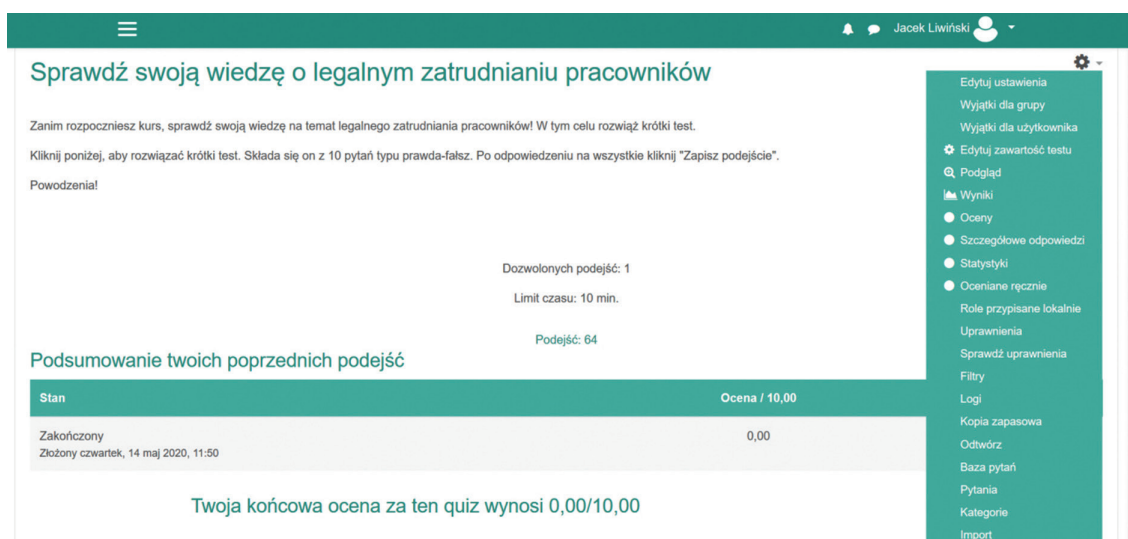 Jacek Liwiński
Sprawdź swoją wiedzę o legalnym zatrudnianiu pracowników
Zanim rozpoczniesz kurs, sprawdź swoją wiedzę na temat legalnego zatrudniania pracowników! W tym celu rozwiąż krótki test.
Kliknij poniżej, aby rozwiązać krótki test. Składa się on z 10 pytań typu prawda-fałsz. Po odpowiedzeniu na wszystkie kliknij "Zapisz podejście".
Powodzenia!
Dozwolonych podejść: 1
Limit czasu: 10 min.
Podejść: 64
Podsumowanie twoich poprzednich podejść
Stan Ocena / 10,00
Zakończony 0,00
Złożony czwartek, 14 maj 2020, 11:50
Twoja końcowa ocena za ten quiz wynosi 0,00/10,00
Edytuj ustawienia
Wyjątki dla grupy
Wyjątki dla użytkownika
Edytuj zawartość testu
Podgląd
Wyniki
Oceny
Szczegółowe odpowiedzi
Statystyki
Oceniane ręcznie
Role przypisane lokalnie
Uprawnienia
Sprawdź uprawnienia
Filtry
Logi
Kopia zapasowa
Odtwórz
Baza pytań
Pytania
Kategorie
Import